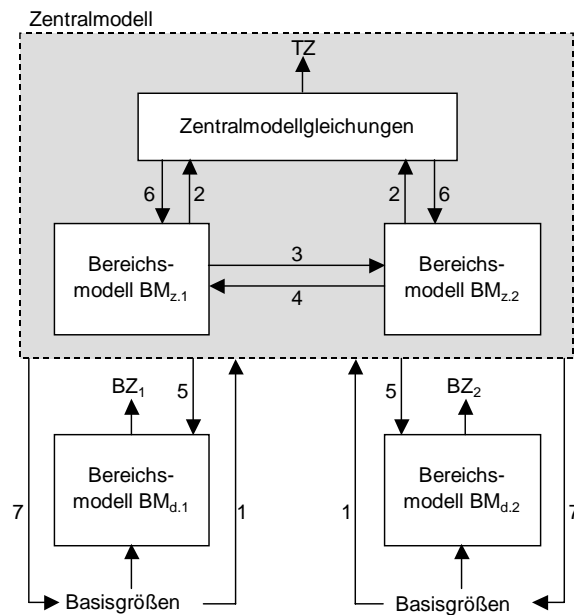 Zentralmodell
TZ
Zentralmodellgleichungen
6 2 2 6
Bereichs-
modell BMz.1
3
4
Bereichs-
modell BMz.2
BZ1
5
5
BZ2
Bereichs-
modell BMd.1
Bereichs-
modell BMd.2
7 1 1 7
Basisgrößen
Basisgrößen